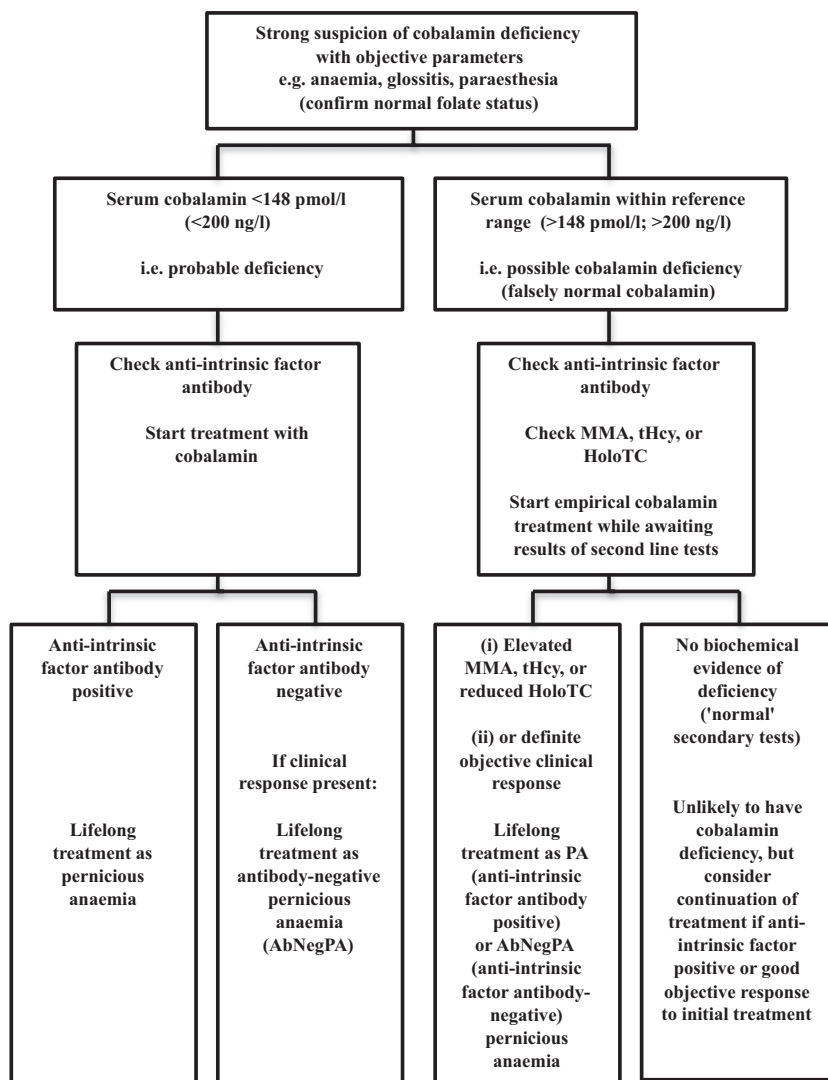 Strong suspicion of cobalamin deficiency
with objective parameters
e.g. anaemia, glossitis, paraesthesia
(confirm normal folate status)
Serum cobalamin <148 pmol/l
(<200 ng/l)
i.e. probable deficiency
Serum cobalamin within reference
range (>148 pmol/l; >200 ng/l)
i.e. possible cobalamin deficiency
(falsely normal cobalamin)
Check anti-intrinsic factor
antibody
Start treatment with
cobalamin
Check anti-intrinsic factor
antibody
Check MMA, tHcy, or
HoloTC
Start empirical cobalamin
treatment while awaiting
results of second line tests
Anti-intrinsic
factor antibody
positive
Lifelong
treatment as
pernicious
anaemia
Anti-intrinsic
factor antibody
negative
If clinical
response present:
Lifelong
treatment as
antibody-negative
pernicious
anaemia
(AbNegPA)
(i) Elevated
MMA, tHcy, or
reduced HoloTC
(ii) or definite
objective clinical
response
Lifelong
treatment as PA
(anti-intrinsic
factor antibody
positive)
or AbNegPA
(anti-intrinsic
factor antibody-
negative)
pernicious
anaemia
No biochemical
evidence of
deficiency
('normal'
secondary tests)
Unlikely to have
cobalamin
deficiency, but
consider
continuation of
treatment if anti-
intrinsic factor
positive or good
objective response
to initial treatment